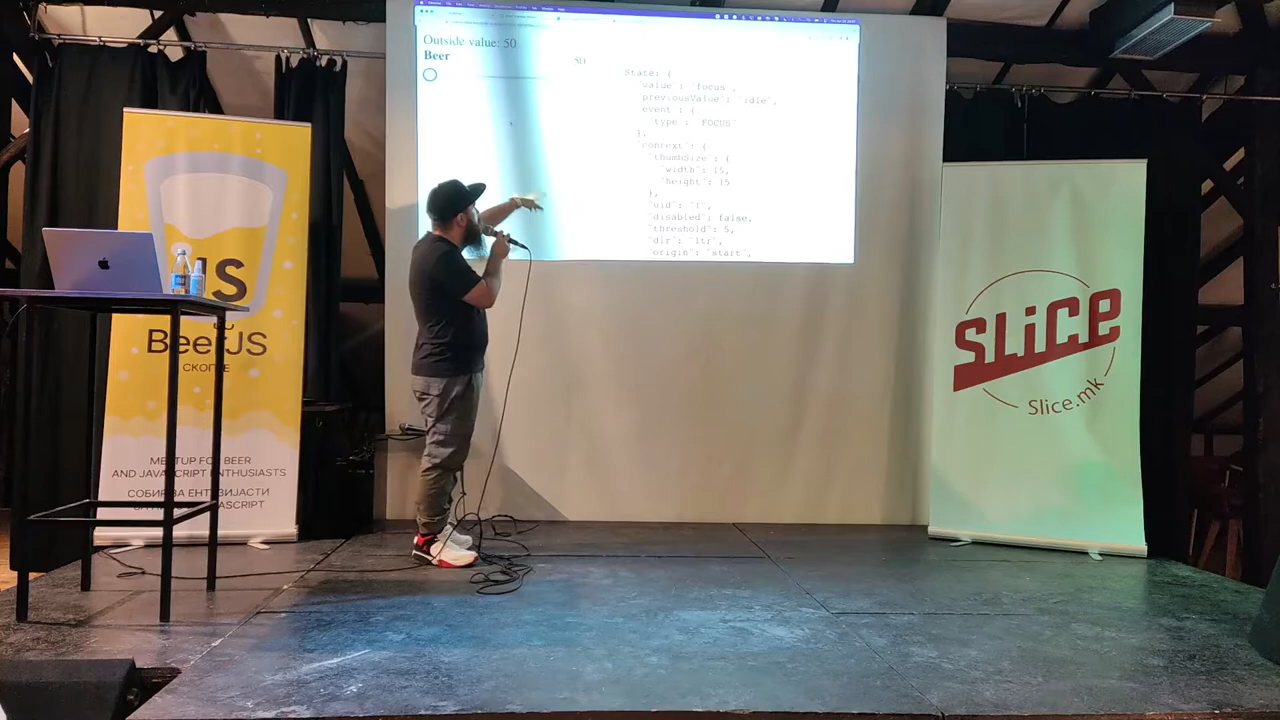 Outside value: 50
Beer
50
State: {
"value": "focus",
"previousValue": "idle",
"event": {
"type": "FOCUS"
},
"context": {
"thumbSize": {
"width": 15,
"height": 15
},
"uid": "1",
"disabled": false,
"threshold": 5,
"dir": "ltr",
"origin": "start",
JS
BeerJS
СКОПЈЕ
MEETUP FOR BEER
AND JAVASCRIPT ENTHUSIASTS
СОБИР ЗА ЕНТУЗИЈАСТИ
SLiCE
Slice.mk